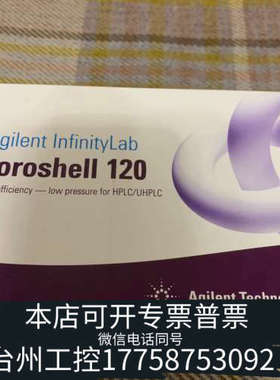 gilent InfinityLab
oroshell 120
efficiency — low pressure for HPLC/UHPLC
Agilent Techno
本店可开专票普票
微信电话同号
台州工控17758753092